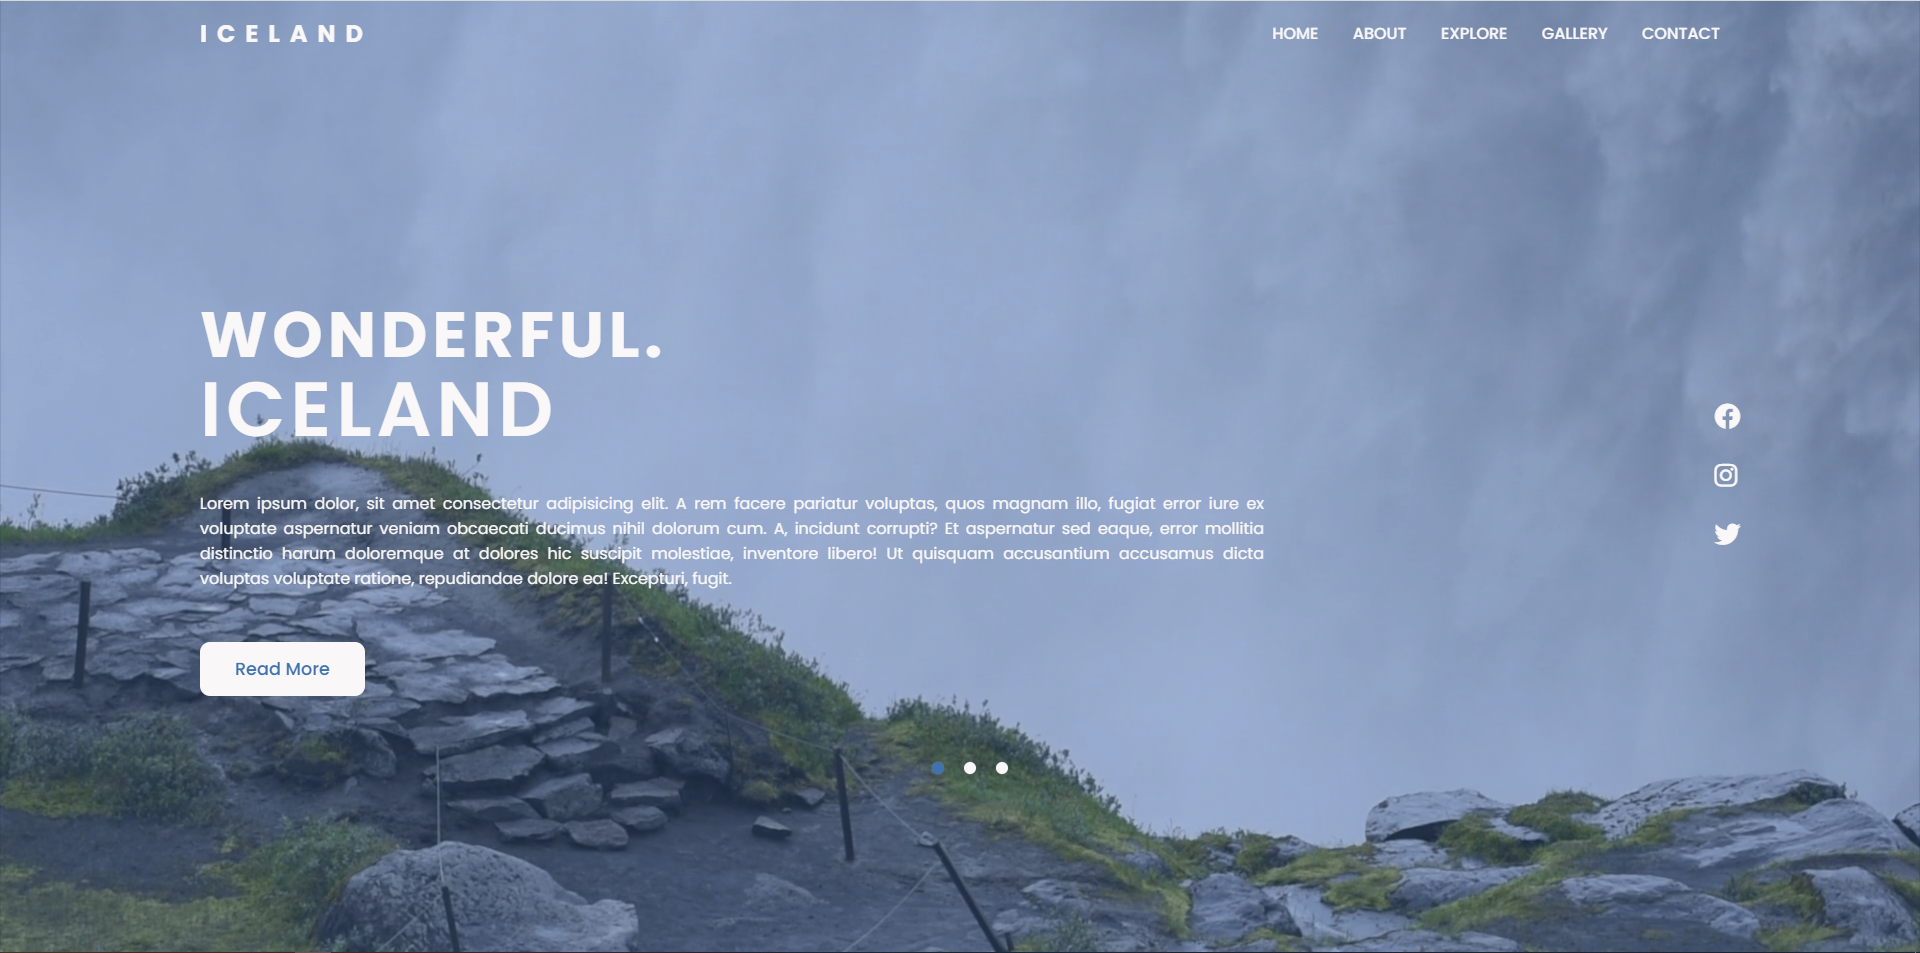 ICELAND
HOME ABOUT EXPLORE GALLERY CONTACT
WONDERFUL.
ICELAND
Lorem ipsum dolor, sit amet consectetur adipisicing elit. A rem facere pariatur voluptas, quos magnam illo, fugiat error iure ex
voluptate aspernatur veniam obcaecati ducimus nihil dolorum cum. A, incidunt corrupti? Et aspernatur sed eaque, error mollitia
distinctio harum doloremque at dolores hic suscipit molestiae, inventore libero! Ut quisquam accusantium accusamus dicta
voluptas voluptate ratione, repudiandae dolore ea! Excepturi, fugit.
Read More